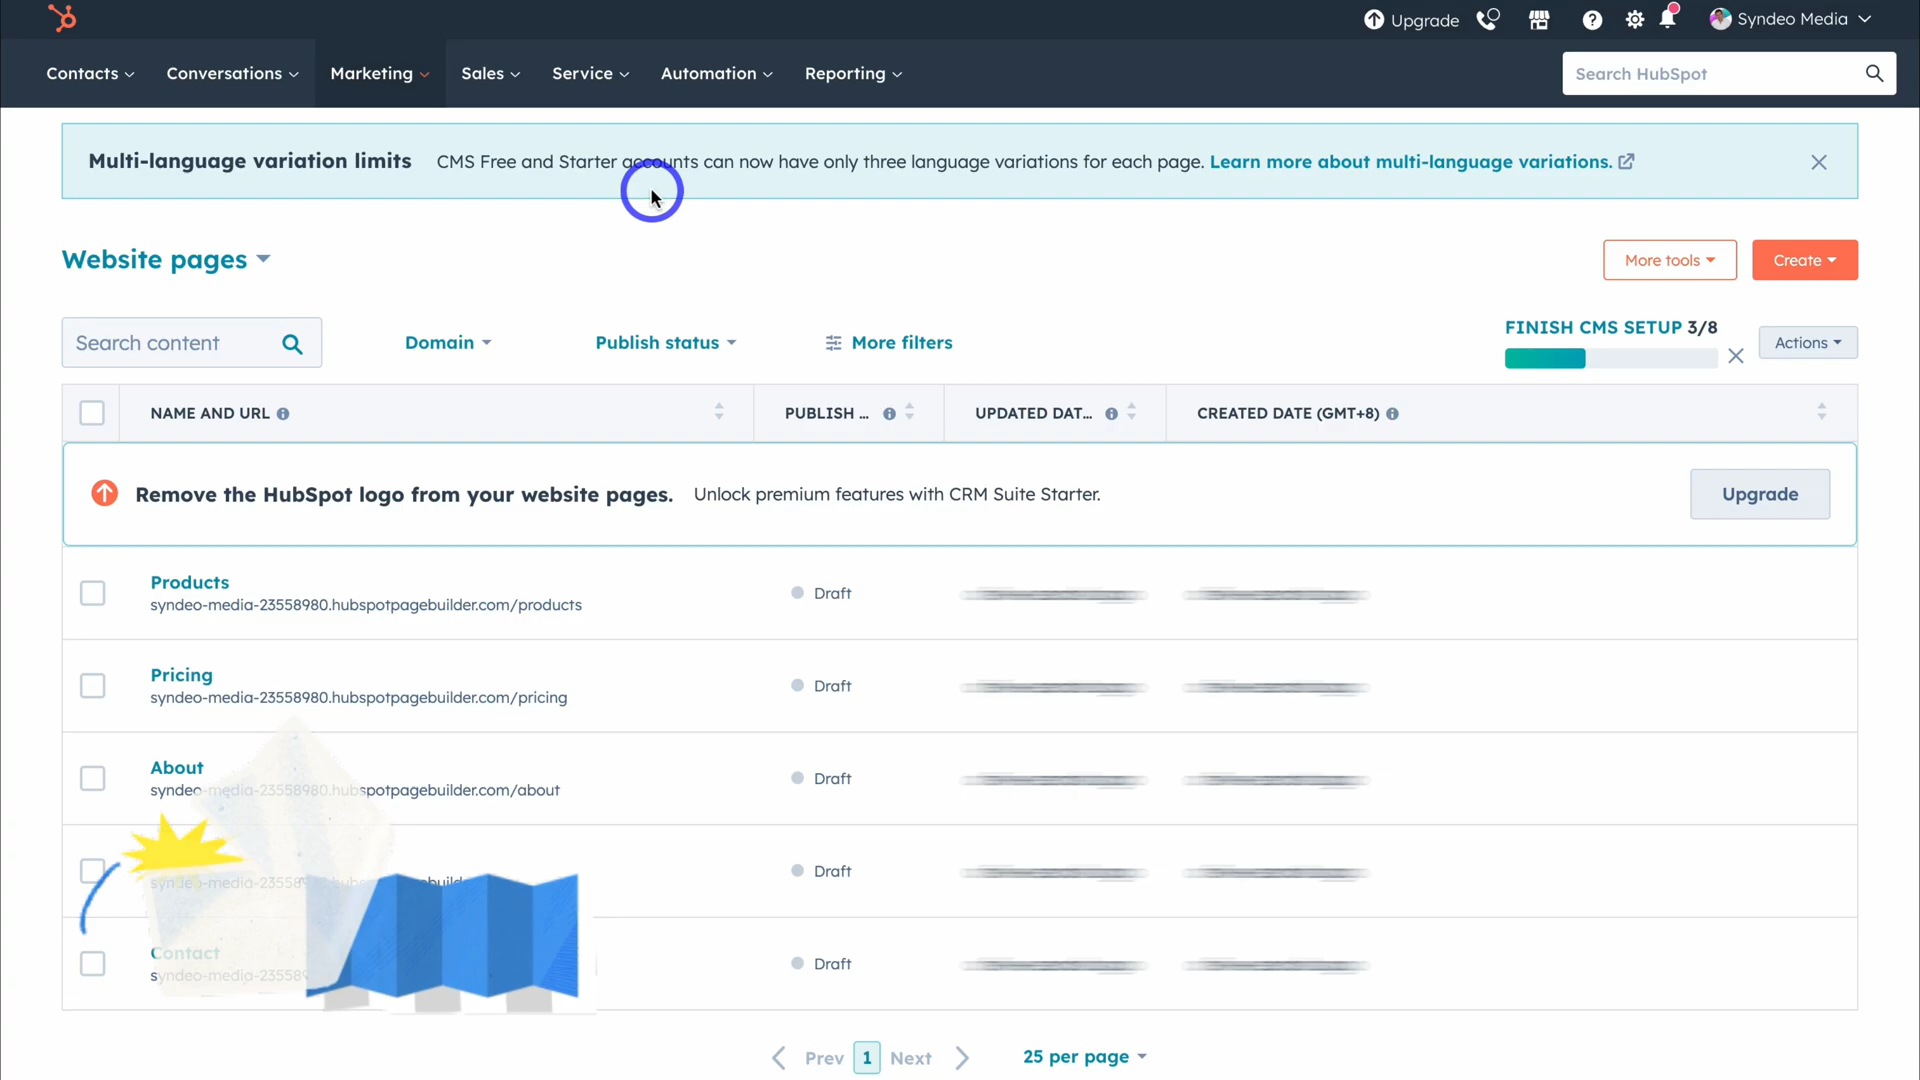 Upgrade
Syndeo Media
Contacts
Conversations
Marketing
Sales
Service
Automation
Reporting
Search HubSpot
Multi-language variation limits
CMS Free and Starter accounts can now have only three language variations for each page. Learn more about multi-language variations.
Website pages
More tools
Create
Search content
Domain
Publish status
More filters
FINISH CMS SETUP 3/8
Actions
NAME AND URL
PUBLISH ...
UPDATED DAT...
CREATED DATE (GMT+8)
Remove the HubSpot logo from your website pages.
Unlock premium features with CRM Suite Starter.
Upgrade
Products
syndeo-media-23558980.hubspotpagebuilder.com/products
Draft
Pricing
syndeo-media-23558980.hubspotpagebuilder.com/pricing
Draft
About
syndeo-media-23558980.hubspotpagebuilder.com/about
Draft
Draft
Contact
syndeo-media-23558
Draft
Prev
1
Next
25 per page